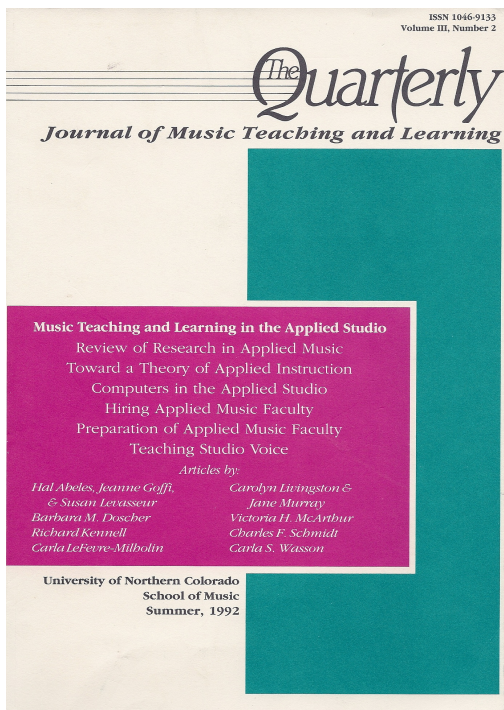 ISSN 1046-9133
Volume III, Number 2
The Quarterly
Journal of Music Teaching and Learning
Music Teaching and Learning in the Applied Studio
Review of Research in Applied Music
Toward a Theory of Applied Instruction
Computers in the Applied Studio
Hiring Applied Music Faculty
Preparation of Applied Music Faculty
Teaching Studio Voice
Articles by:
Hal Abeles, Jeanne Goffi,
& Susan Levasseur
Barbara M. Doscher
Richard Kennell
Carla LeFevre-Milholin
Carolyn Livingston &
Jane Murray
Victoria H. McArthur
Charles F. Schmidt
Carla S. Wasson
University of Northern Colorado
School of Music
Summer, 1992